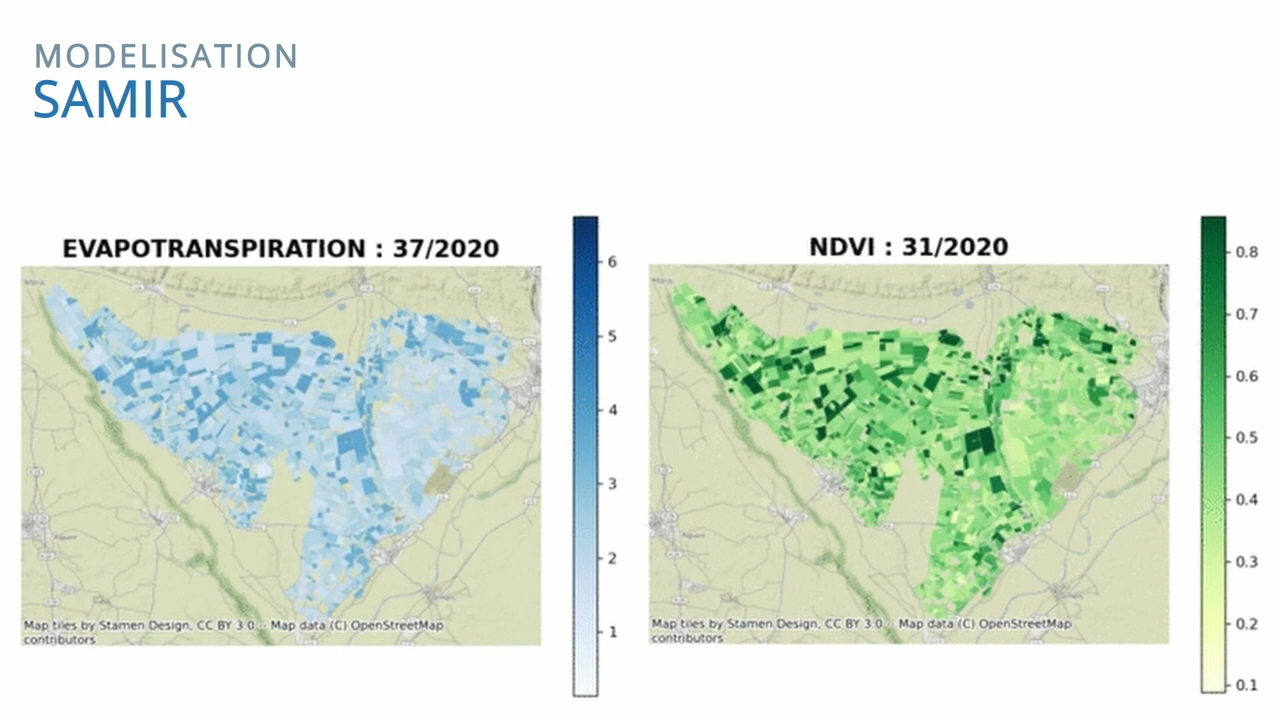 MODELISATION
SAMIR
EVAPOTRANSPIRATION : 37/2020
NDVI : 31/2020
6
5
4
3
2
1
0.8
0.7
0.6
0.5
0.4
0.3
0.2
0.1
Map tiles by Stamen Design, CC BY 3.0 -- Map data (C) OpenStreetMap
contributors
Map tiles by Stamen Design, CC BY 3.0 -- Map data (C) OpenStreetMap
contributors